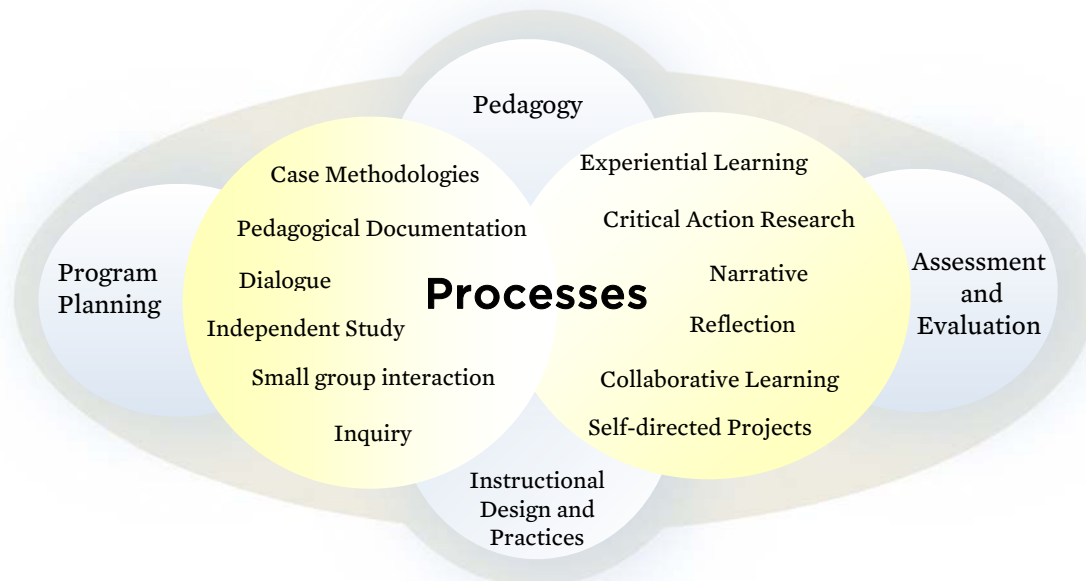 Pedagogy
Case Methodologies
Pedagogical Documentation
Dialogue
Independent Study
Small group interaction
Inquiry
Processes
Experiential Learning
Critical Action Research
Narrative
Reflection
Collaborative Learning
Self-directed Projects
Program
Planning
Assessment
and
Evaluation
Instructional
Design and
Practices